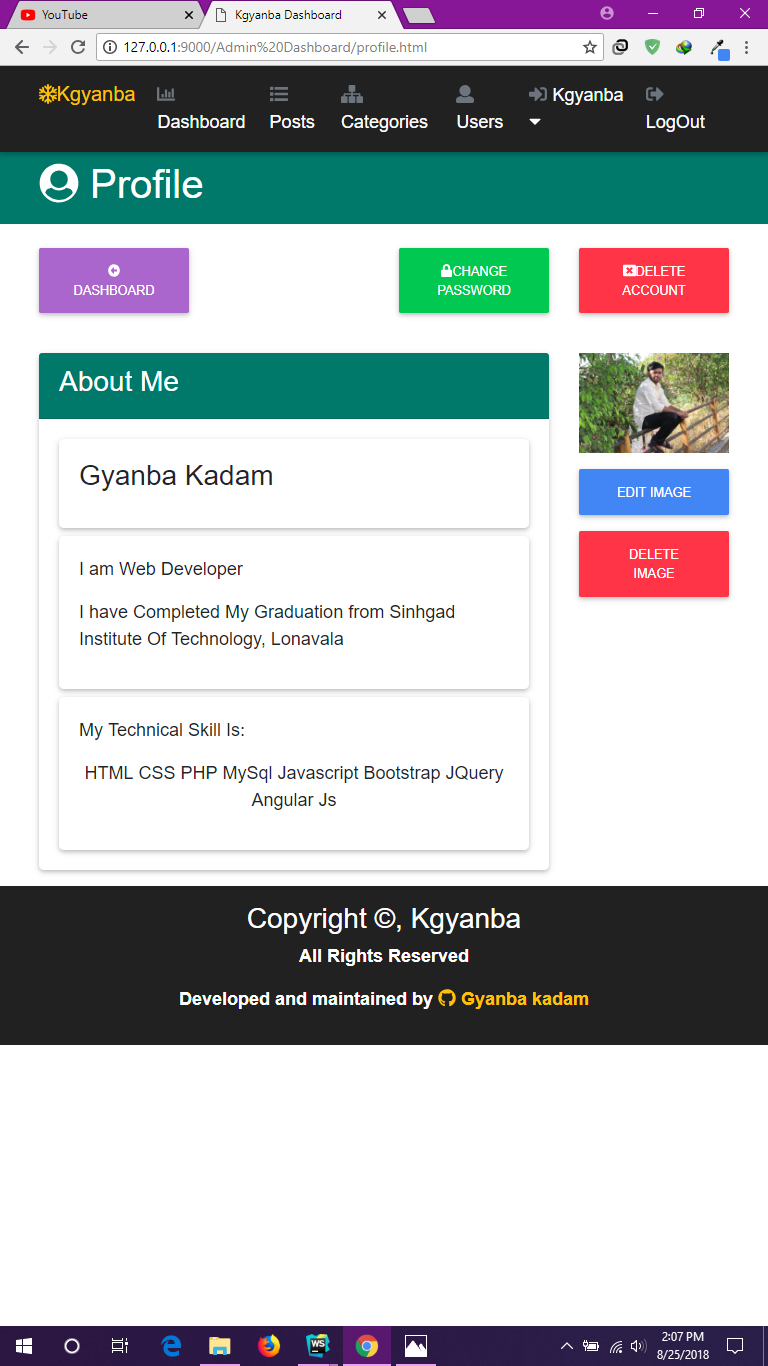 YouTube
Kgyanba Dashboard
127.0.0.1:9000/Admin%20Dashboard/profile.html
Kgyanba
Dashboard
Posts
Categories
Users
Kgyanba
LogOut
Profile
DASHBOARD
CHANGE
PASSWORD
DELETE
ACCOUNT
About Me
Gyanba Kadam
I am Web Developer
I have Completed My Graduation from Sinhgad
Institute Of Technology, Lonavala
My Technical Skill Is:
HTML CSS PHP MySql Javascript Bootstrap JQuery
Angular Js
EDIT IMAGE
DELETE
IMAGE
Copyright ©, Kgyanba
All Rights Reserved
Developed and maintained by Gyanba kadam
WS
2:07 PM
8/25/2018